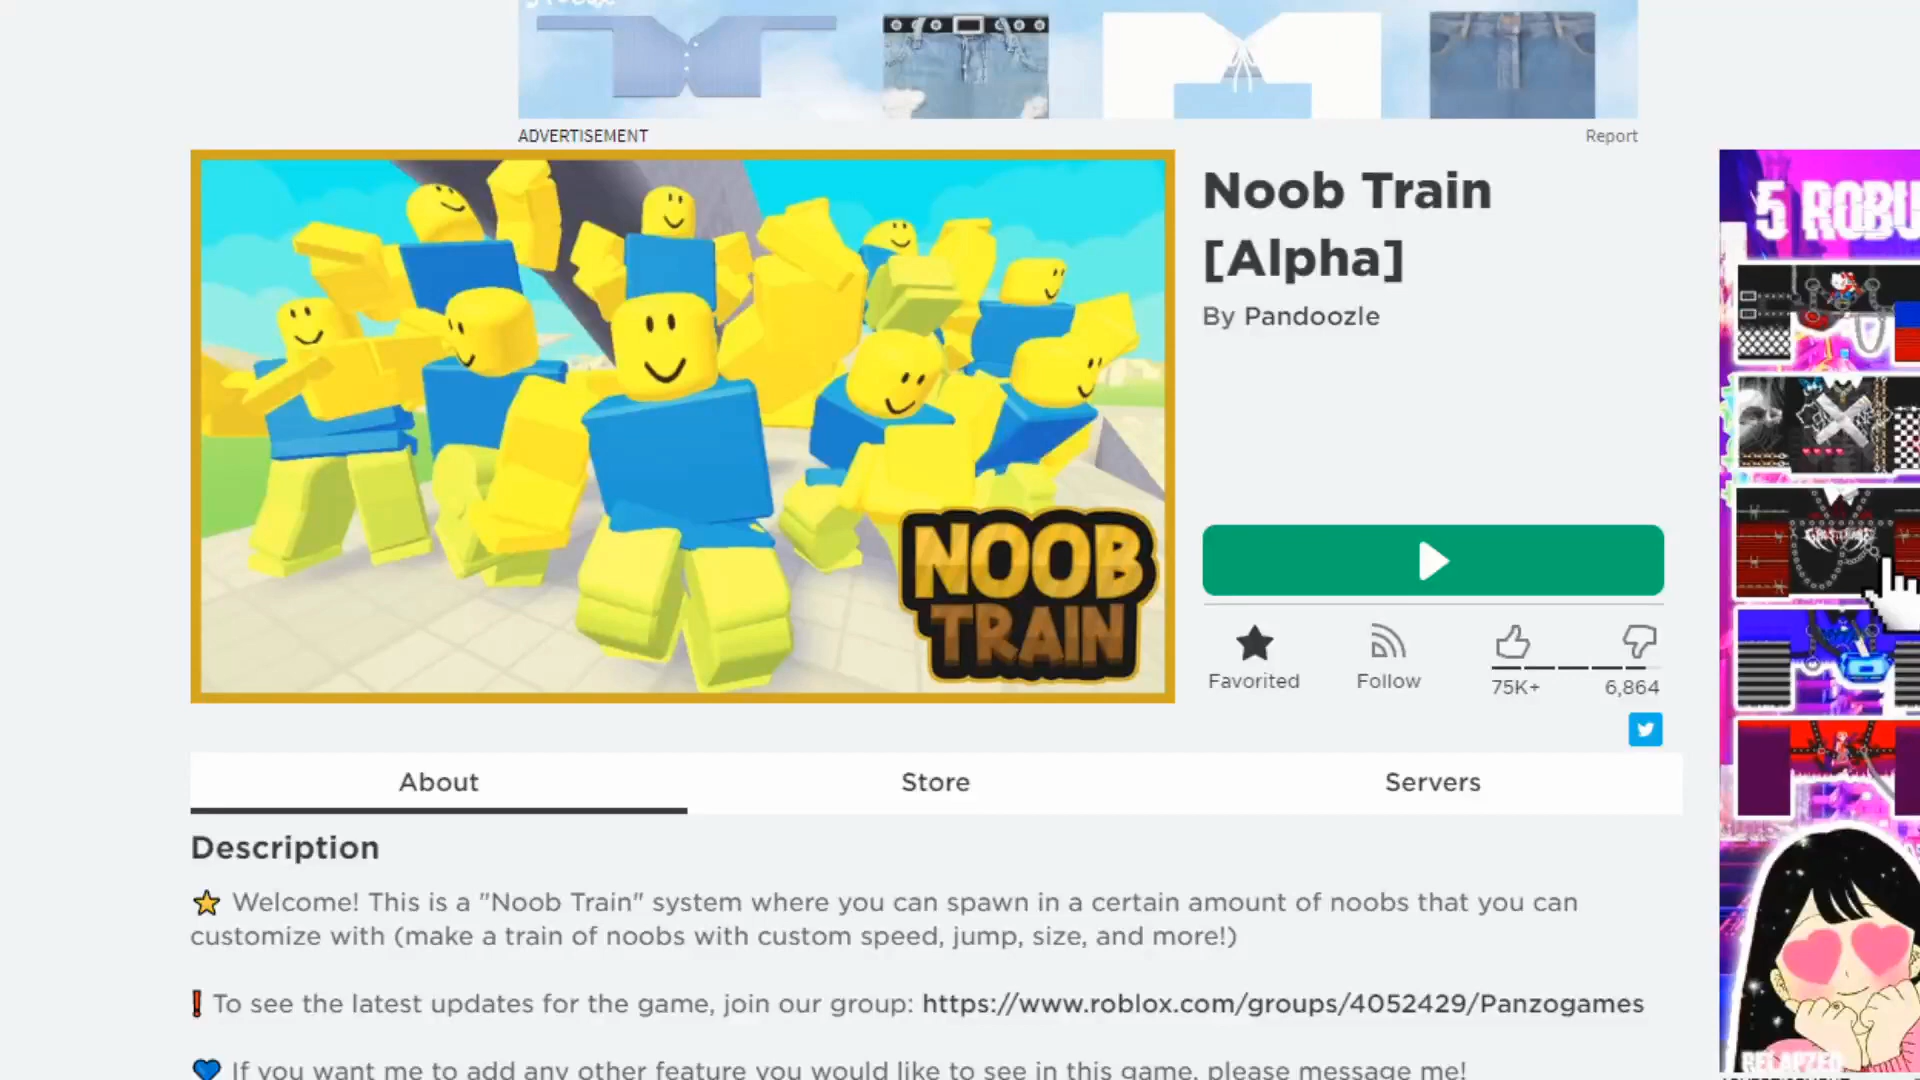 ADVERTISEMENT
Report
Noob Train
[Alpha]
By Pandoozle
5 ROBU
NOOB
TRAIN
Favorited
Follow
75K+
6,864
About
Store
Servers
Description
⭐ Welcome! This is a "Noob Train" system where you can spawn in a certain amount of noobs that you can
customize with (make a train of noobs with custom speed, jump, size, and more!)
❗To see the latest updates for the game, join our group: https://www.roblox.com/groups/4052429/Panzogames
💙 If you want me to add any other feature you would like to see in this game, please message me!
RELAPZED